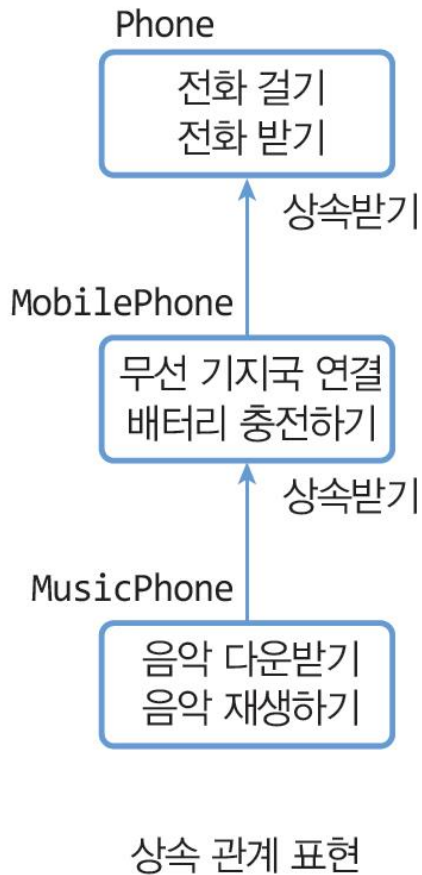 Phone
전화 걸기
전화 받기
상속받기
MobilePhone
무선 기지국 연결
배터리 충전하기
상속받기
MusicPhone
음악 다운받기
음악 재생하기
상속 관계 표현